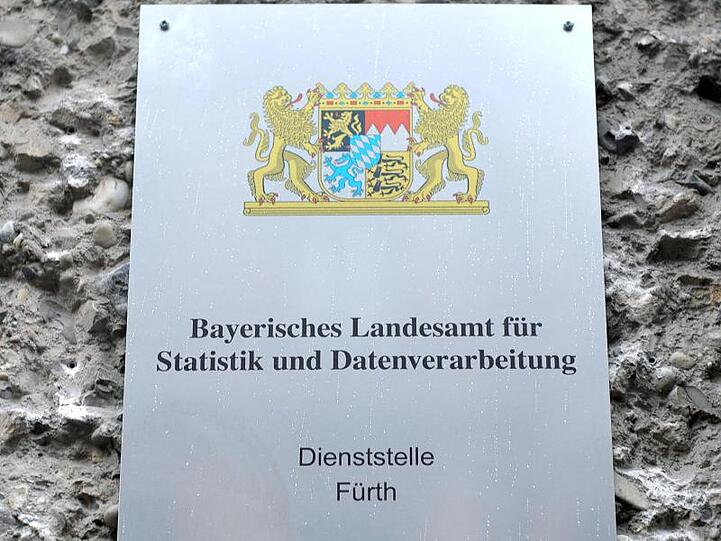 Bayerisches Landesamt für
Statistik und Datenverarbeitung
Dienststelle
Fürth